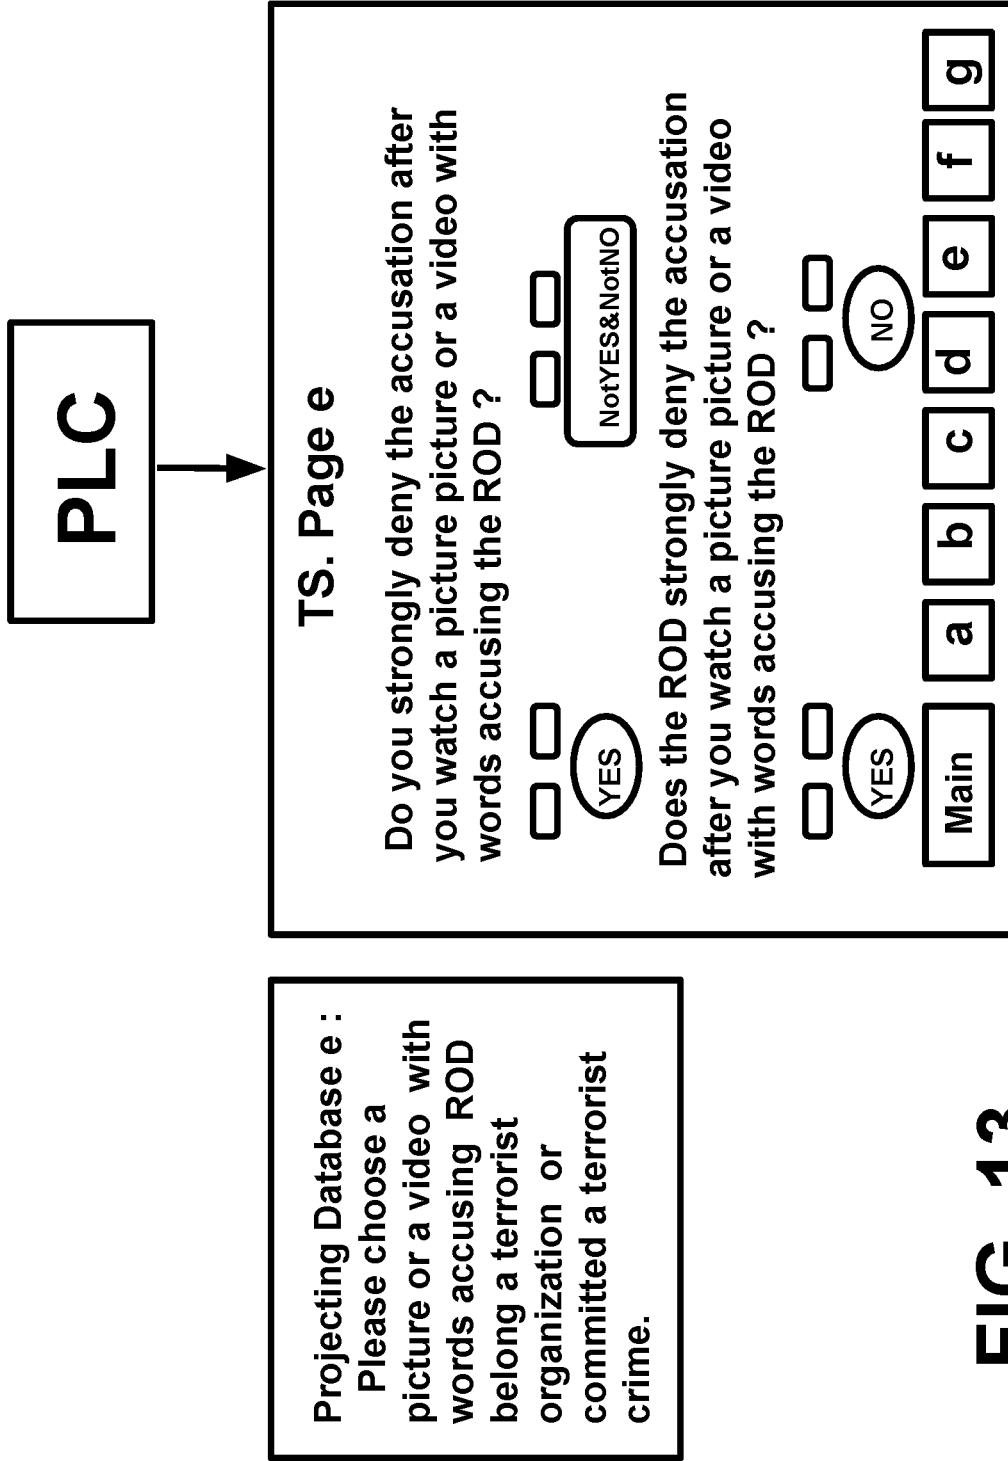 PLC
Projecting Database e :
Please choose a
picture or a video with
words accusing ROD
belong a terrorist
organization or
committed a terrorist
crime.
TS. Page e
Do you strongly deny the accusation after
you watch a picture picture or a video with
words accusing the ROD ?
YES
NotYES&NotNO
Does the ROD strongly deny the accusation
after you watch a picture picture or a video
with words accusing the ROD ?
YES
NO
Main
a
b
c
d
e
f
g
FIG. 13